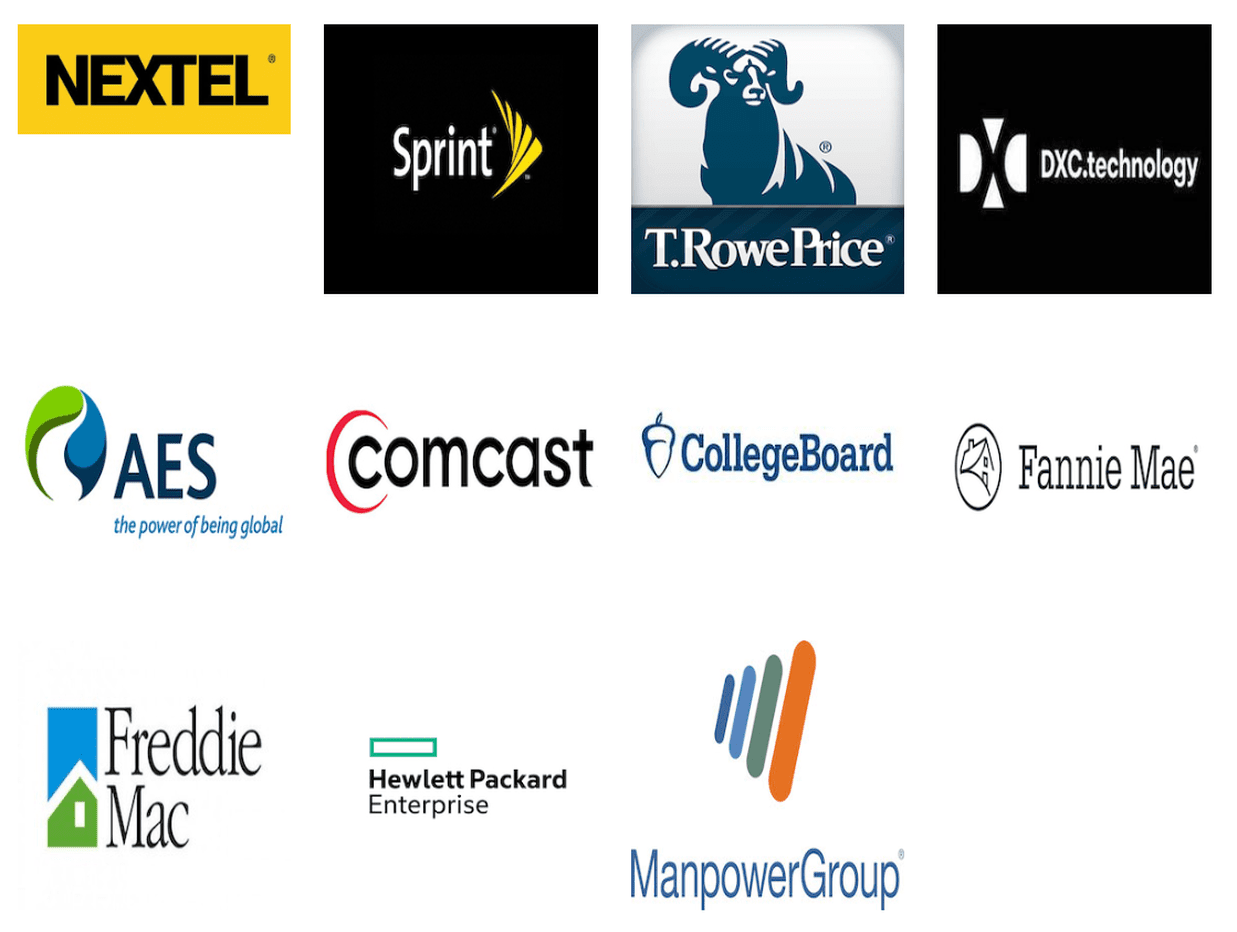 NEXTEL®
Sprint®
™
®
T.RowePrice®
DXC.technology
AES
the power of being global
comcast
CollegeBoard
Fannie Mae®
Freddie
Mac
Hewlett Packard
Enterprise
ManpowerGroup®